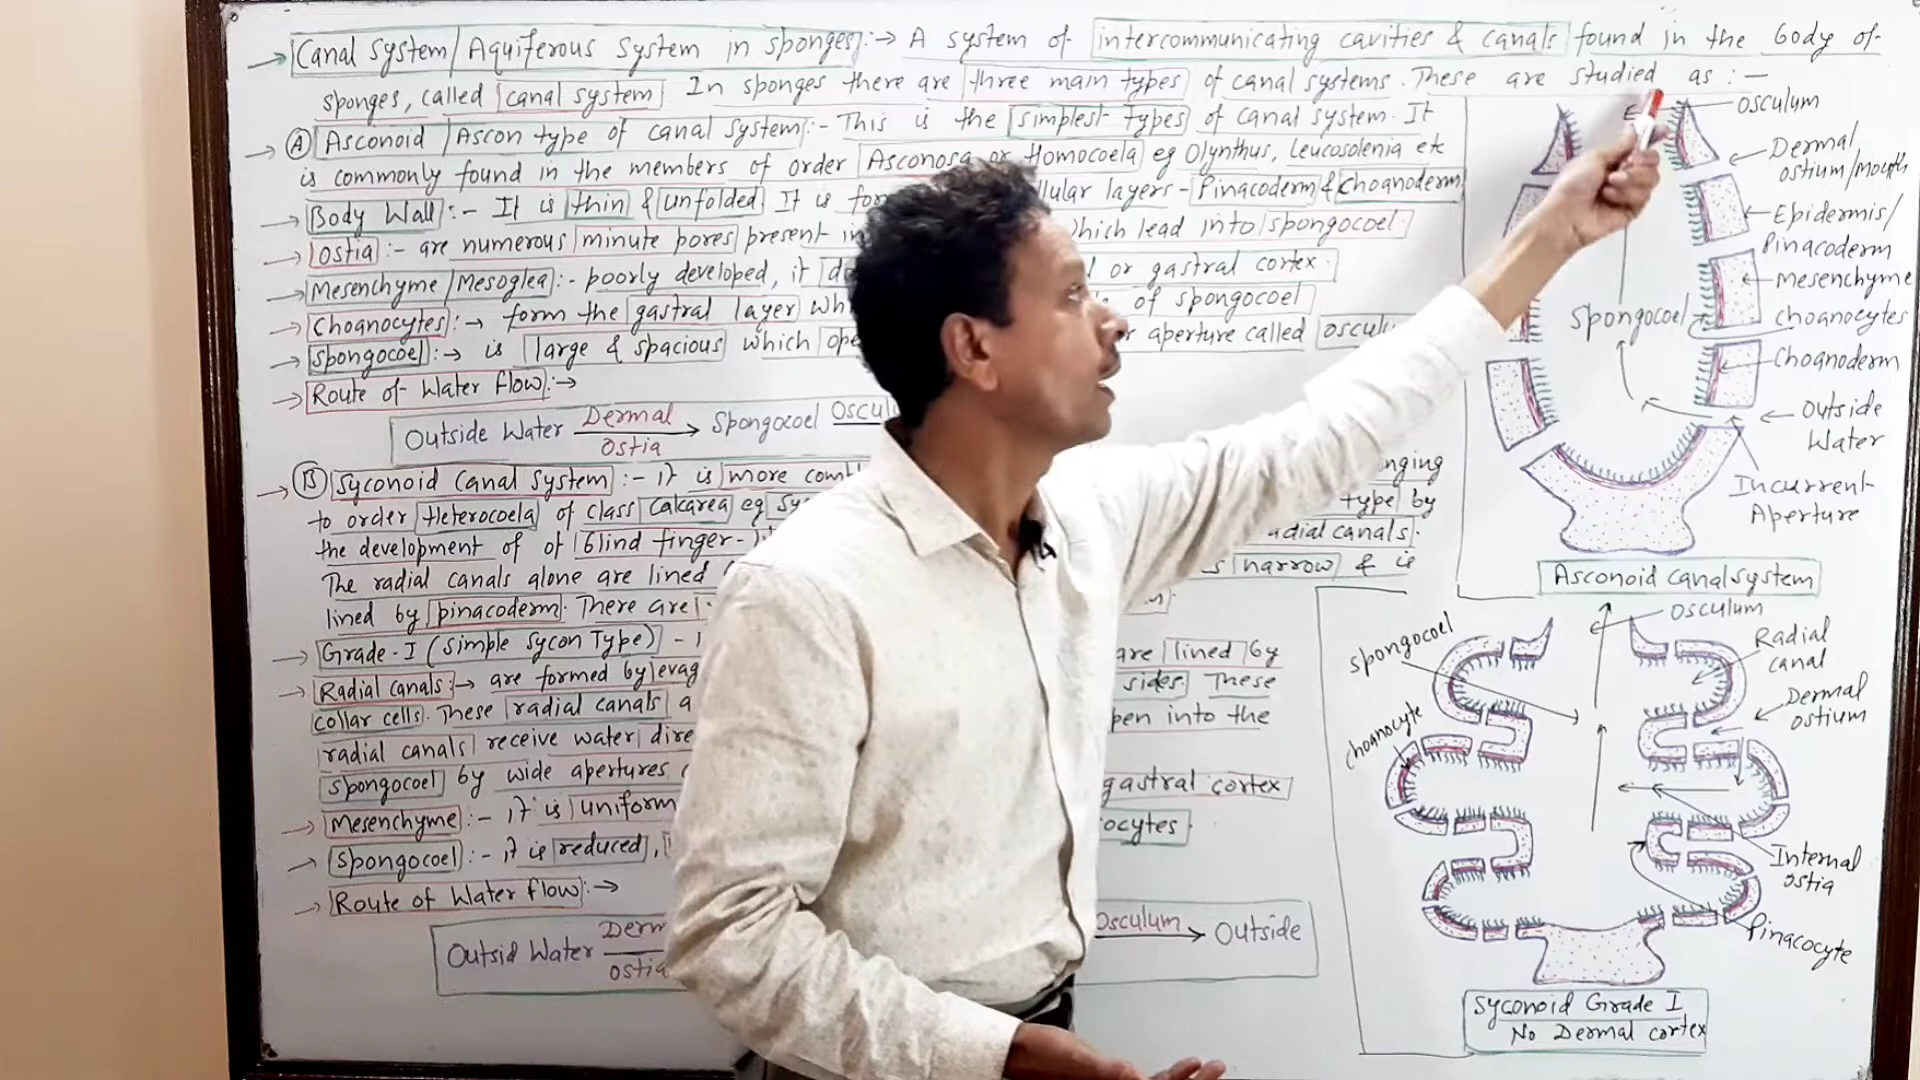 → Canal System/Aquiferous System in sponges :→ A system of intercommunicating cavities & canals found in the body of
sponges, called canal system In sponges there are three main types of canal systems. These are studied as :-
→ (A) Asconoid/Ascon type of canal system :- This is the simplest types of canal system. It
is commonly found in the members of order Asconosa or Homocoela eg Olynthus, Leucosolenia etc
→ Body Wall :- It is thin & unfolded It is llular layers - Pinacoderm & Choanoderm
→ Ostia :- are numerous minute pores present in hich lead into spongocoel.
→ Mesenchyme/Mesoglea :- poorly developed, it or gastral cortex.
→ Choanocytes :→ form the gastral layer of spongocoel
→ Spongocoel :→ is large & spacious which aperture called
→ Route of Water flow :→
Outside Water Dermal Ostia → Spongocoel
→ (B) Syconoid Canal System :- it is more nging
to order Heterocoela of class Calcarea eg type by
the development of of blind finger- adial canals.
The radial canals alone are lined narrow & is
lined by pinacoderm. There are
→ Grade-I (Simple Sycon Type) - are lined by
→ Radial canals :→ are formed by sides. These
collar cells. These radial canals pen into the
radial canals receive water
spongocoel by wide apertures gastral cortex
→ Mesenchyme :- it is uniform ocytes.
→ Spongocoel :- it is reduced,
→ Route of Water flow :→
Outsid Water Ostia Osculum → Outside
Osculum
Dermal
ostium/mouth
Epidermis/
Pinacoderm
mesenchyme
Spongocoel
choanocytes
Choanoderm
Outside
Water
Incurrent
Aperture
Asconoid Canal System
Osculum
spongocoel
Radial
canal
Dermal
ostium
choanocyte
Internal
ostia
Pinacocyte
Syconoid Grade I
No Dermal cortex